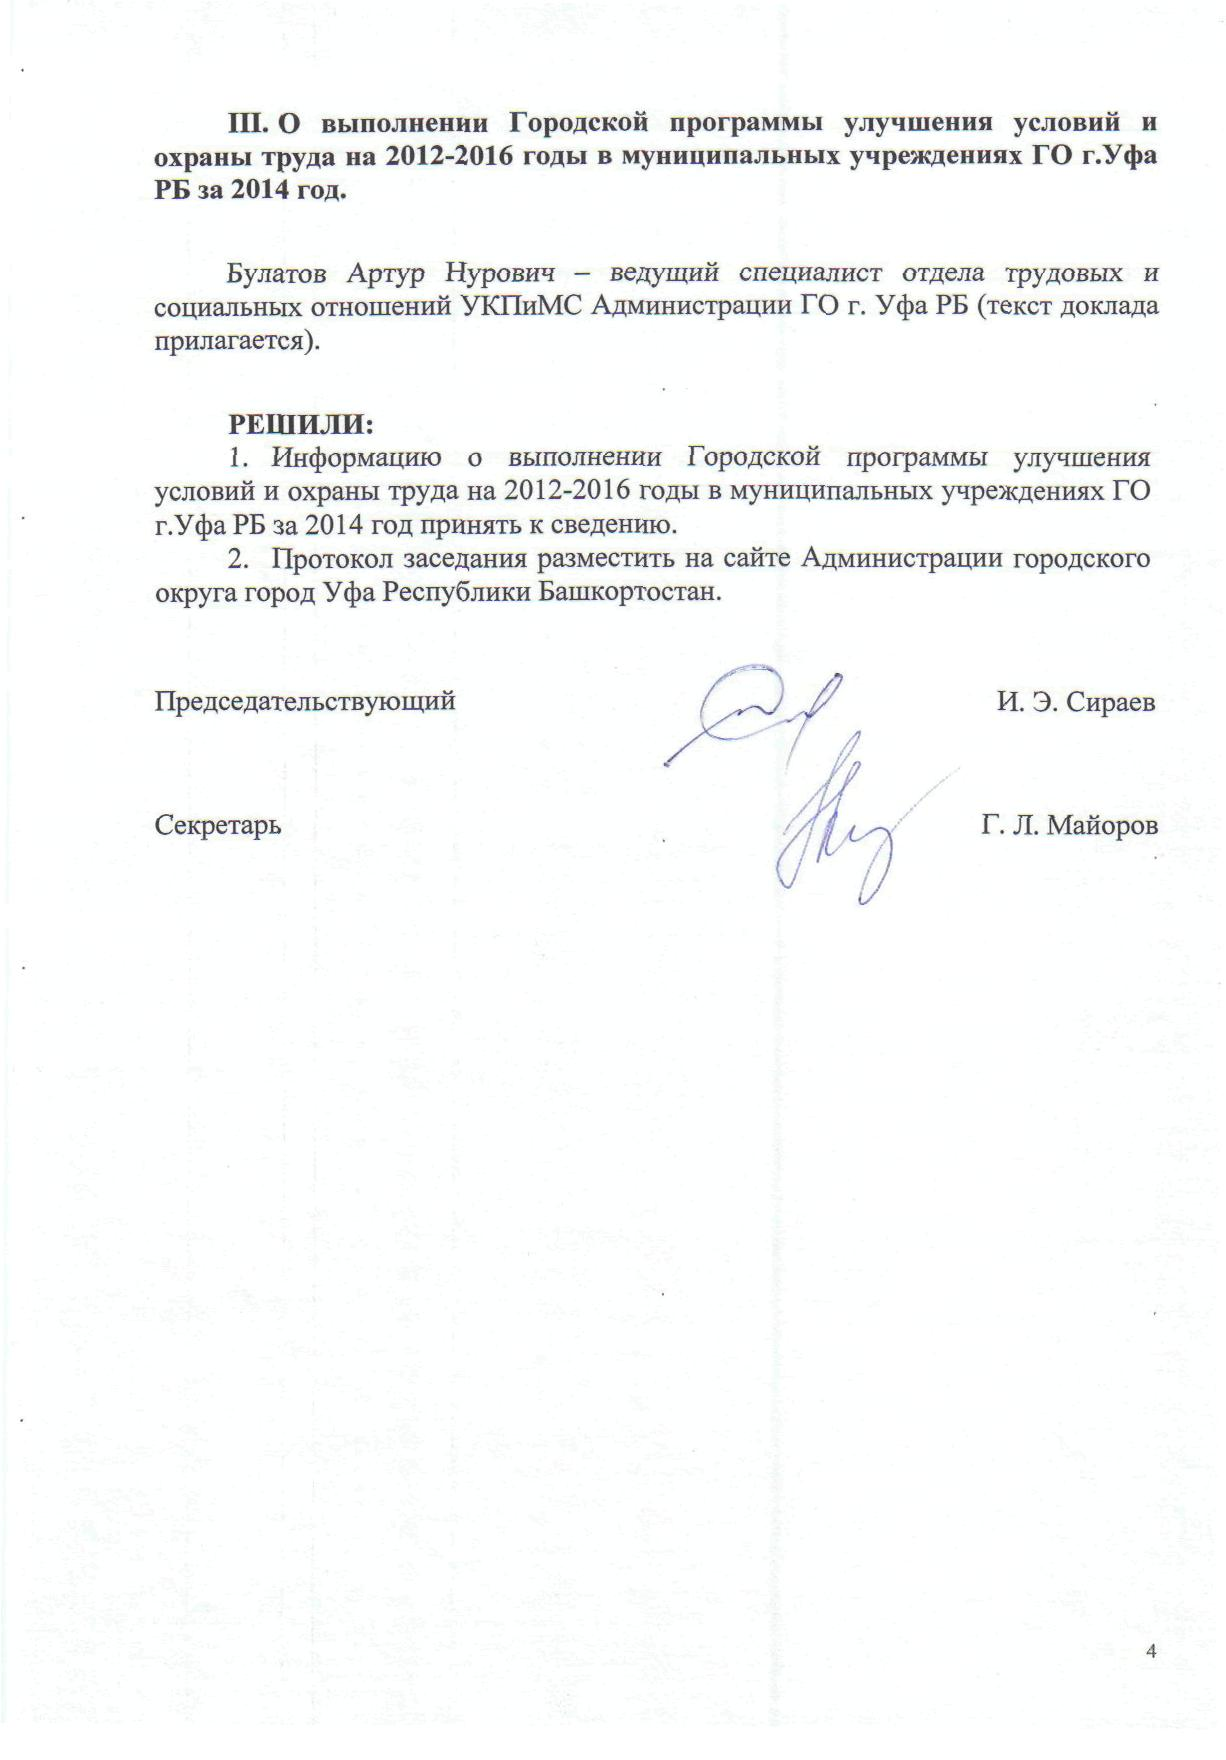 III. О выполнении Городской программы улучшения условий и
охраны труда на 2012-2016 годы в муниципальных учреждениях ГО г.Уфа
РБ за 2014 год.
Булатов Артур Нурович – ведущий специалист отдела трудовых и
социальных отношений УКПиМС Администрации ГО г. Уфа РБ (текст доклада
прилагается).
РЕШИЛИ:
1. Информацию о выполнении Городской программы улучшения
условий и охраны труда на 2012-2016 годы в муниципальных учреждениях ГО
г.Уфа РБ за 2014 год принять к сведению.
2. Протокол заседания разместить на сайте Администрации городского
округа город Уфа Республики Башкортостан.
Председательствующий И. Э. Сираев
Секретарь Г. Л. Майоров
4